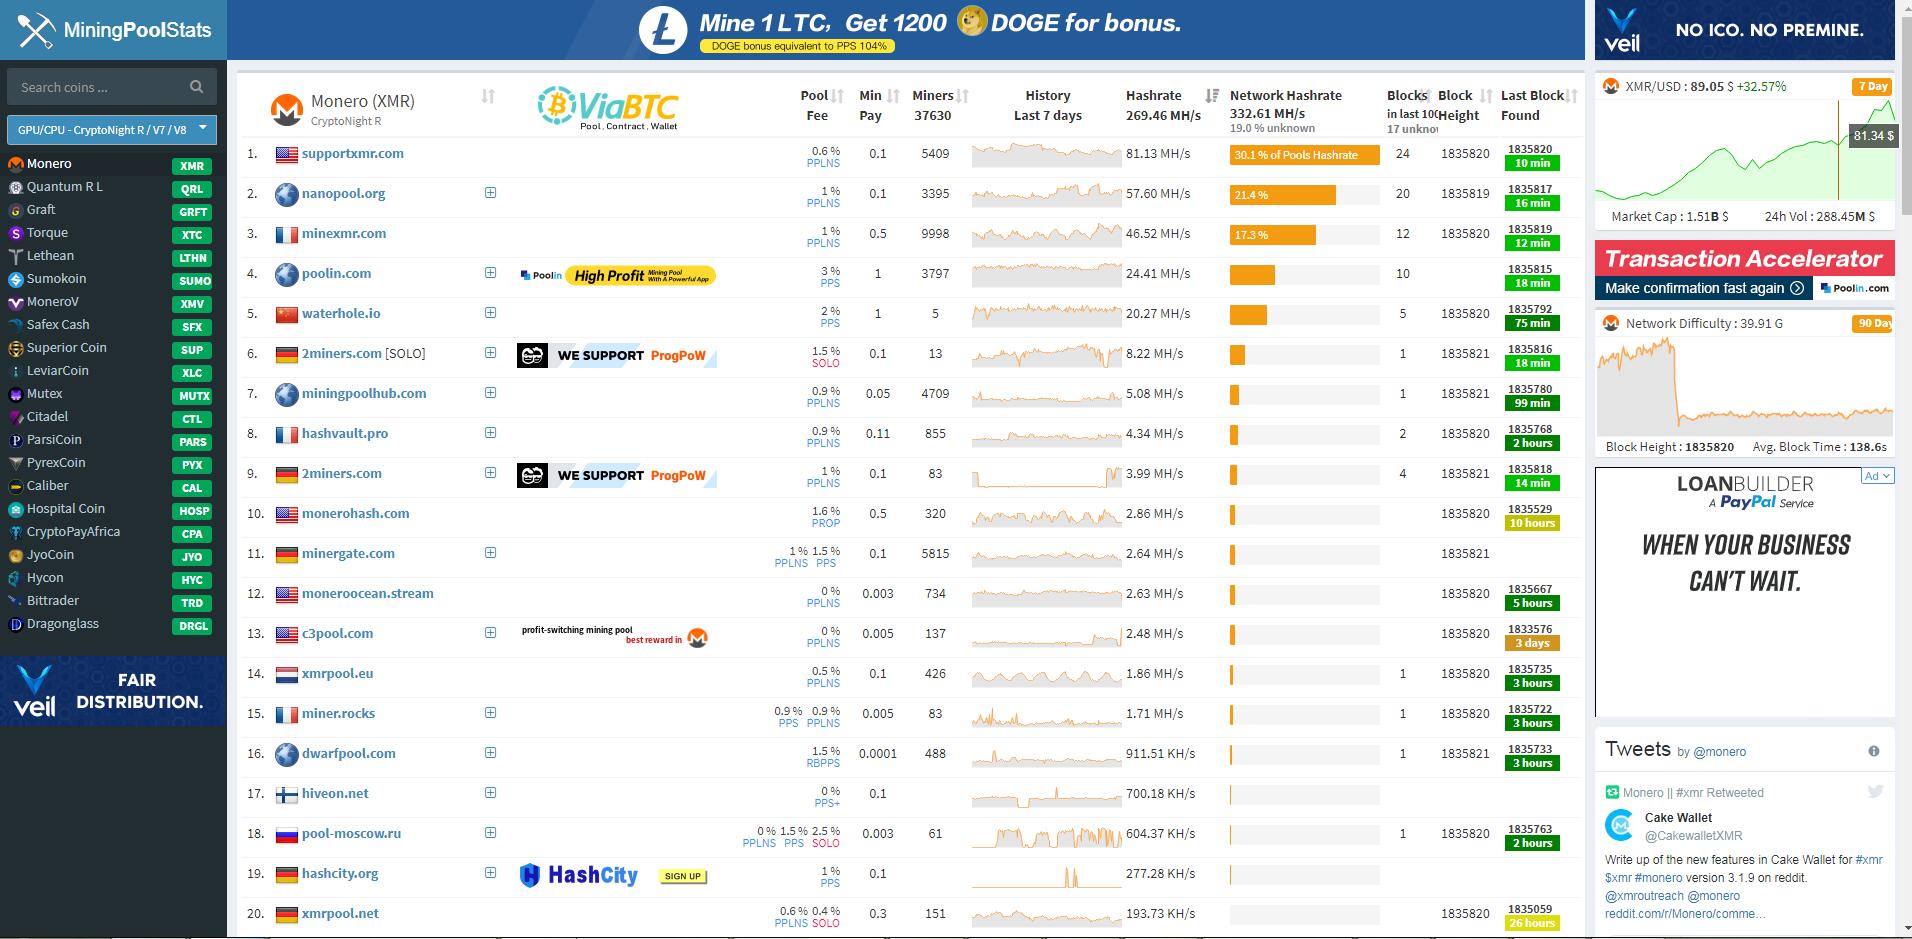 MiningPoolStats
Search coins ...
GPU/CPU - CryptoNight R / V7 / V8
Monero XMR
Quantum R L QRL
Graft GRFT
Torque XTC
Lethean LTHN
Sumokoin SUMO
MoneroV XMV
Safex Cash SFX
Superior Coin SUP
LeviarCoin XLC
Mutex MUTX
Citadel CTL
ParsiCoin PARS
PyrexCoin PYX
Caliber CAL
Hospital Coin HOSP
CryptoPayAfrica CPA
JyoCoin JYO
Hycon HYC
Bittrader TRD
Dragonglass DRGL
veil FAIR
DISTRIBUTION.
Mine 1 LTC, Get 1200 DOGE for bonus.
DOGE bonus equivalent to PPS 104%
Monero (XMR)
CryptoNight R
ViaBTC
Pool . Contract . Wallet
Pool Fee
Min Pay
Miners 37630
History Last 7 days
Hashrate 269.46 MH/s
Network Hashrate
332.61 MH/s
19.0 % unknown
Blocks
in last 100
17 unknow
Block Height
Last Block Found
1. supportxmr.com 0.6 % PPLNS 0.1 5409 81.13 MH/s 30.1 % of Pools Hashrate 24 1835820 1835820 10 min
2. nanopool.org 1 % PPLNS 0.1 3395 57.60 MH/s 21.4 % 20 1835819 1835817 16 min
3. minexmr.com 1 % PPLNS 0.5 9998 46.52 MH/s 17.3 % 12 1835820 1835819 12 min
4. poolin.com Poolin High Profit Mining Pool With A Powerful App 3 % PPS 1 3797 24.41 MH/s 10 1835815 18 min
5. waterhole.io 2 % PPS 1 5 20.27 MH/s 5 1835820 1835792 75 min
6. 2miners.com [SOLO] WE SUPPORT ProgPoW 1.5 % SOLO 0.1 13 8.22 MH/s 1 1835821 1835816 18 min
7. miningpoolhub.com 0.9 % PPLNS 0.05 4709 5.08 MH/s 1 1835821 1835780 99 min
8. hashvault.pro 0.9 % PPLNS 0.11 855 4.34 MH/s 2 1835820 1835768 2 hours
9. 2miners.com WE SUPPORT ProgPoW 1 % PPLNS 0.1 83 3.99 MH/s 4 1835821 1835818 14 min
10. monerohash.com 1.6 % PROP 0.5 320 2.86 MH/s 1835820 1835529 10 hours
11. minergate.com 1 % 1.5 % PPLNS PPS 0.1 5815 2.64 MH/s 1835821
12. moneroocean.stream 0 % PPLNS 0.003 734 2.63 MH/s 1835820 1835667 5 hours
13. c3pool.com profit-switching mining pool best reward in 0 % PPLNS 0.005 137 2.48 MH/s 1835820 1833576 3 days
14. xmrpool.eu 0.5 % PPLNS 0.1 426 1.86 MH/s 1 1835820 1835735 3 hours
15. miner.rocks 0.9 % 0.9 % PPS PPLNS 0.005 83 1.71 MH/s 1 1835820 1835722 3 hours
16. dwarfpool.com 1.5 % RBPPS 0.0001 488 911.51 KH/s 1 1835821 1835733 3 hours
17. hiveon.net 0 % PPS+ 0.1 700.18 KH/s
18. pool-moscow.ru 0 % 1.5 % 2.5 % PPLNS PPS SOLO 0.003 61 604.37 KH/s 1 1835820 1835763 2 hours
19. hashcity.org HashCity SIGN UP 1 % PPS 0.1 277.28 KH/s
20. xmrpool.net 0.6 % 0.4 % PPLNS SOLO 0.3 151 193.73 KH/s 1835820 1835059 26 hours
veil NO ICO. NO PREMINE.
XMR/USD : 89.05 $ +32.57% 7 Day
81.34 $
Market Cap : 1.51B $ 24h Vol : 288.45M $
Transaction Accelerator
Make confirmation fast again Poolin.com
Network Difficulty : 39.91 G 90 Day
Block Height : 1835820 Avg. Block Time : 138.6s
Ad
LOANBUILDER
A PayPal Service
WHEN YOUR BUSINESS
CAN'T WAIT.
Tweets by @monero
Monero || #xmr Retweeted
Cake Wallet
@CakewalletXMR
Write up of the new features in Cake Wallet for #xmr
$xmr #monero version 3.1.9 on reddit.
@xmroutreach @monero
reddit.com/r/Monero/comme...